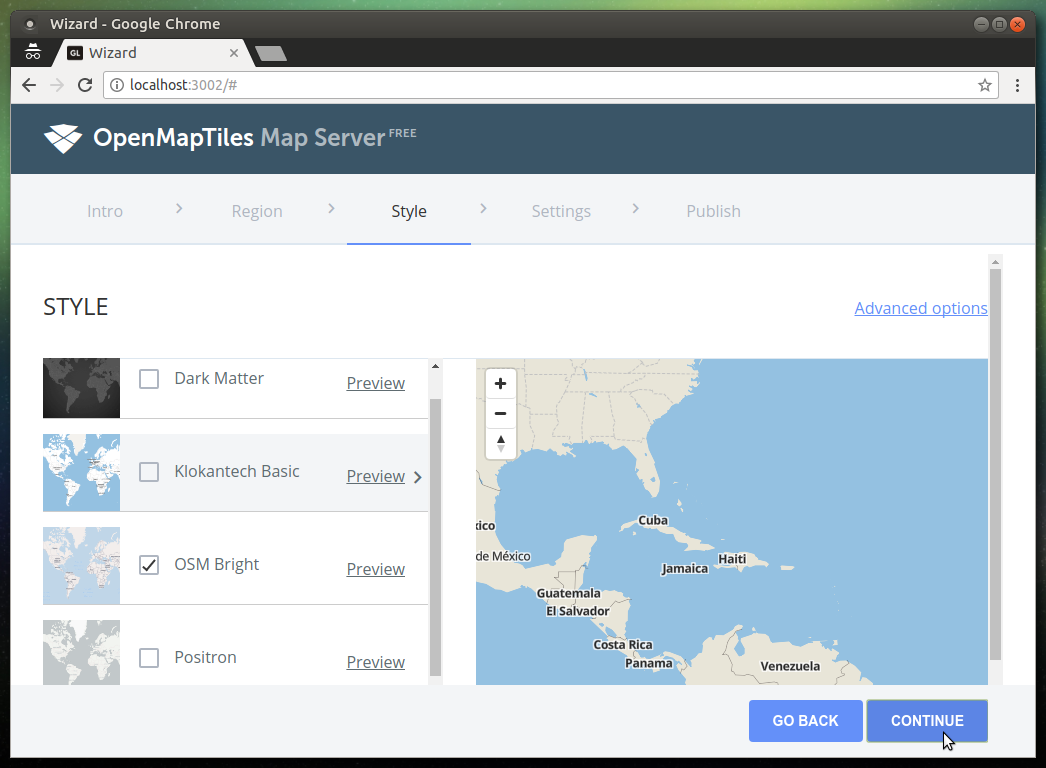 Wizard - Google Chrome
GL Wizard
localhost:3002/#
OpenMapTiles Map Server FREE
Intro Region Style Settings Publish
STYLE
Advanced options
Dark Matter Preview
Klokantech Basic Preview
OSM Bright Preview
Positron Preview
Cuba
xico
de México
Haiti
Jamaica
Guatemala
El Salvador
Costa Rica
Panama
Venezuela
GO BACK CONTINUE